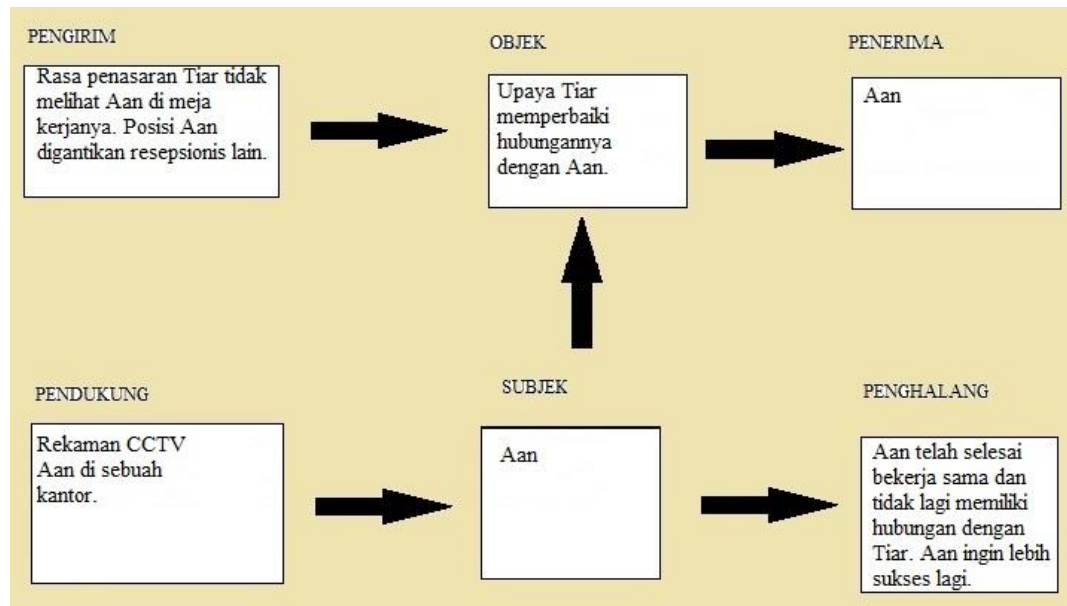 PENGIRIM
Rasa penasaran Tiar tidak
melihat Aan di meja
kerjanya. Posisi Aan
digantikan resepsionis lain.
OBJEK
Upaya Tiar
memperbaiki
hubungannya
dengan Aan.
PENERIMA
Aan
PENDUKUNG
Rekaman CCTV
Aan di sebuah
kantor.
SUBJEK
Aan
PENGHALANG
Aan telah selesai
bekerja sama dan
tidak lagi memiliki
hubungan dengan
Tiar. Aan ingin lebih
sukses lagi.